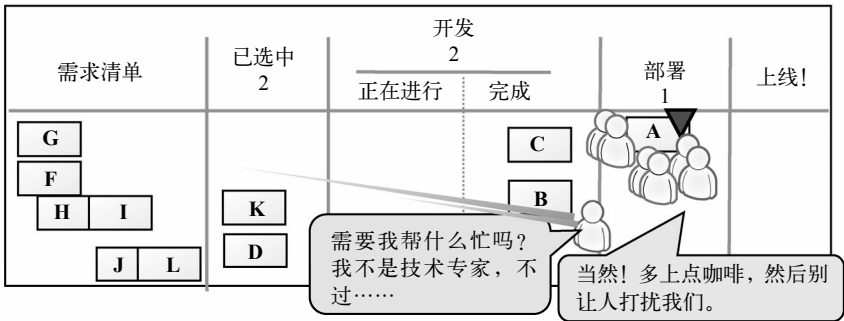 需求清单
已选中
2
开发
2
正在进行
完成
部署
1
上线！
G
F
H
I
J
L
K
D
C
B
A
需要我帮什么忙吗？
我不是技术专家，不
过……
当然！多上点咖啡，然后别
让人打扰我们。